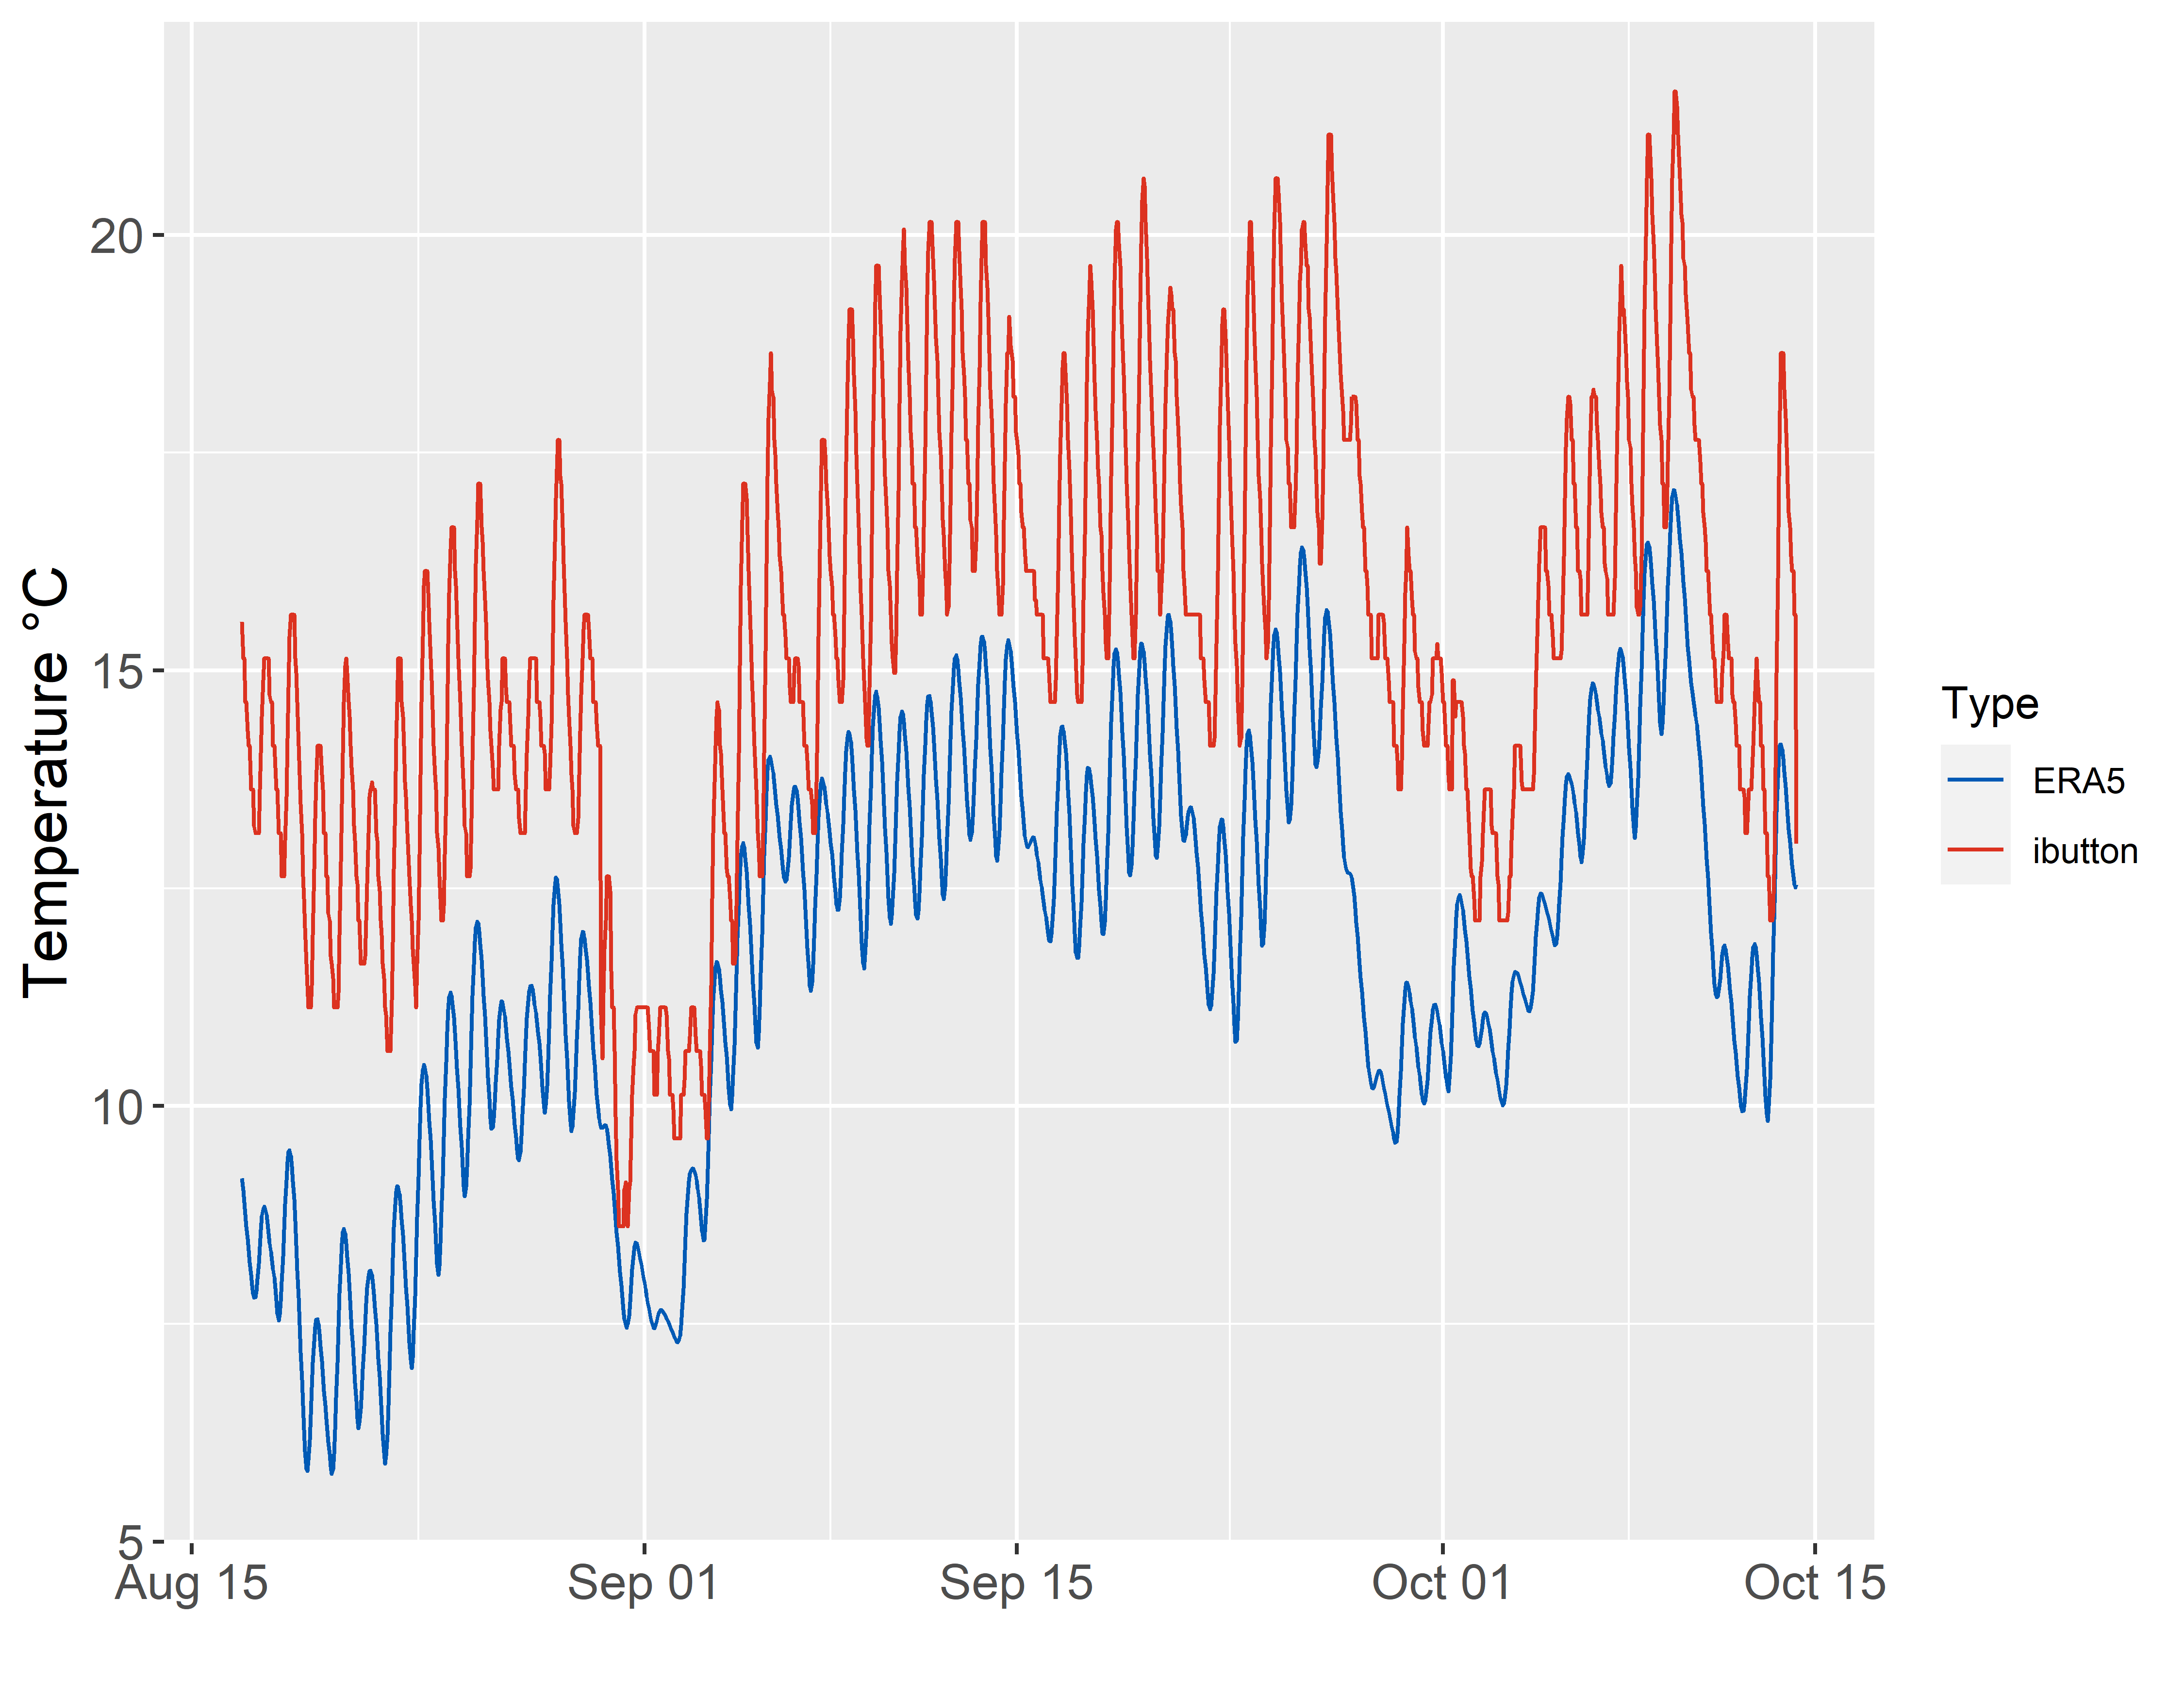 Temperature °C
20
15
10
5
Aug 15
Sep 01
Sep 15
Oct 01
Oct 15
Type
ERA5
ibutton